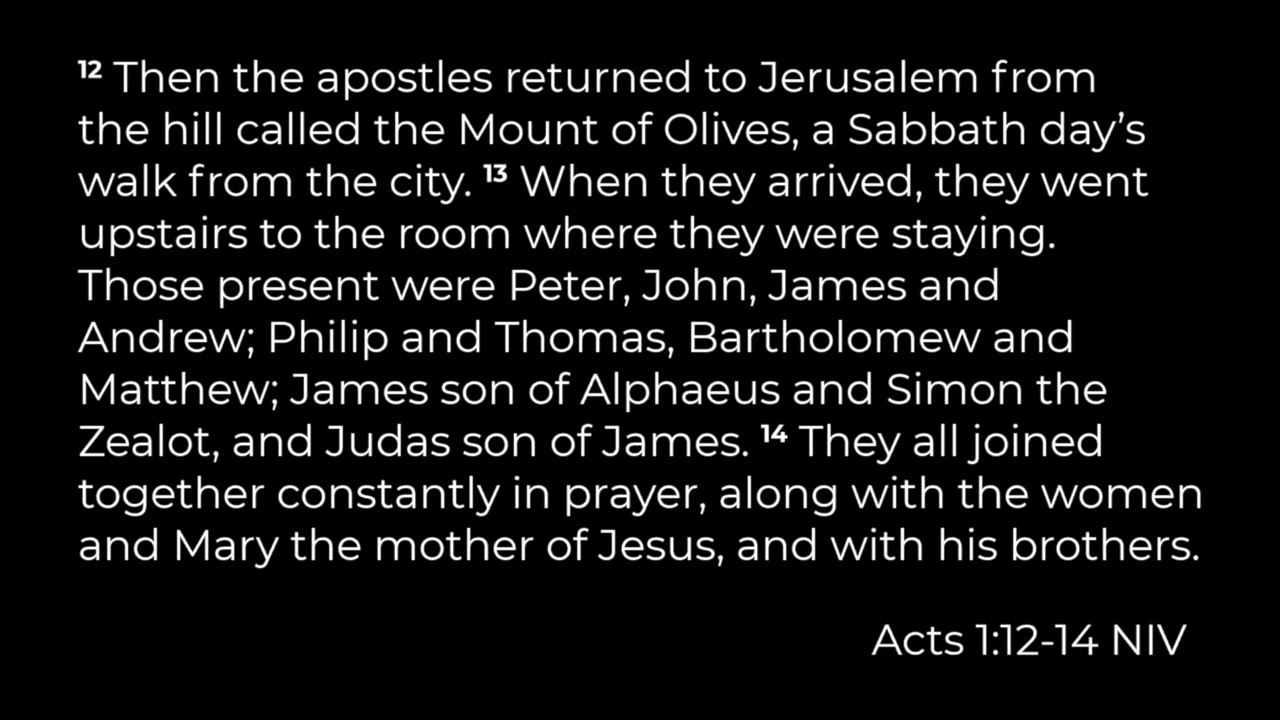 12 Then the apostles returned to Jerusalem from
the hill called the Mount of Olives, a Sabbath day’s
walk from the city. 13 When they arrived, they went
upstairs to the room where they were staying.
Those present were Peter, John, James and
Andrew; Philip and Thomas, Bartholomew and
Matthew; James son of Alphaeus and Simon the
Zealot, and Judas son of James. 14 They all joined
together constantly in prayer, along with the women
and Mary the mother of Jesus, and with his brothers.
Acts 1:12-14 NIV